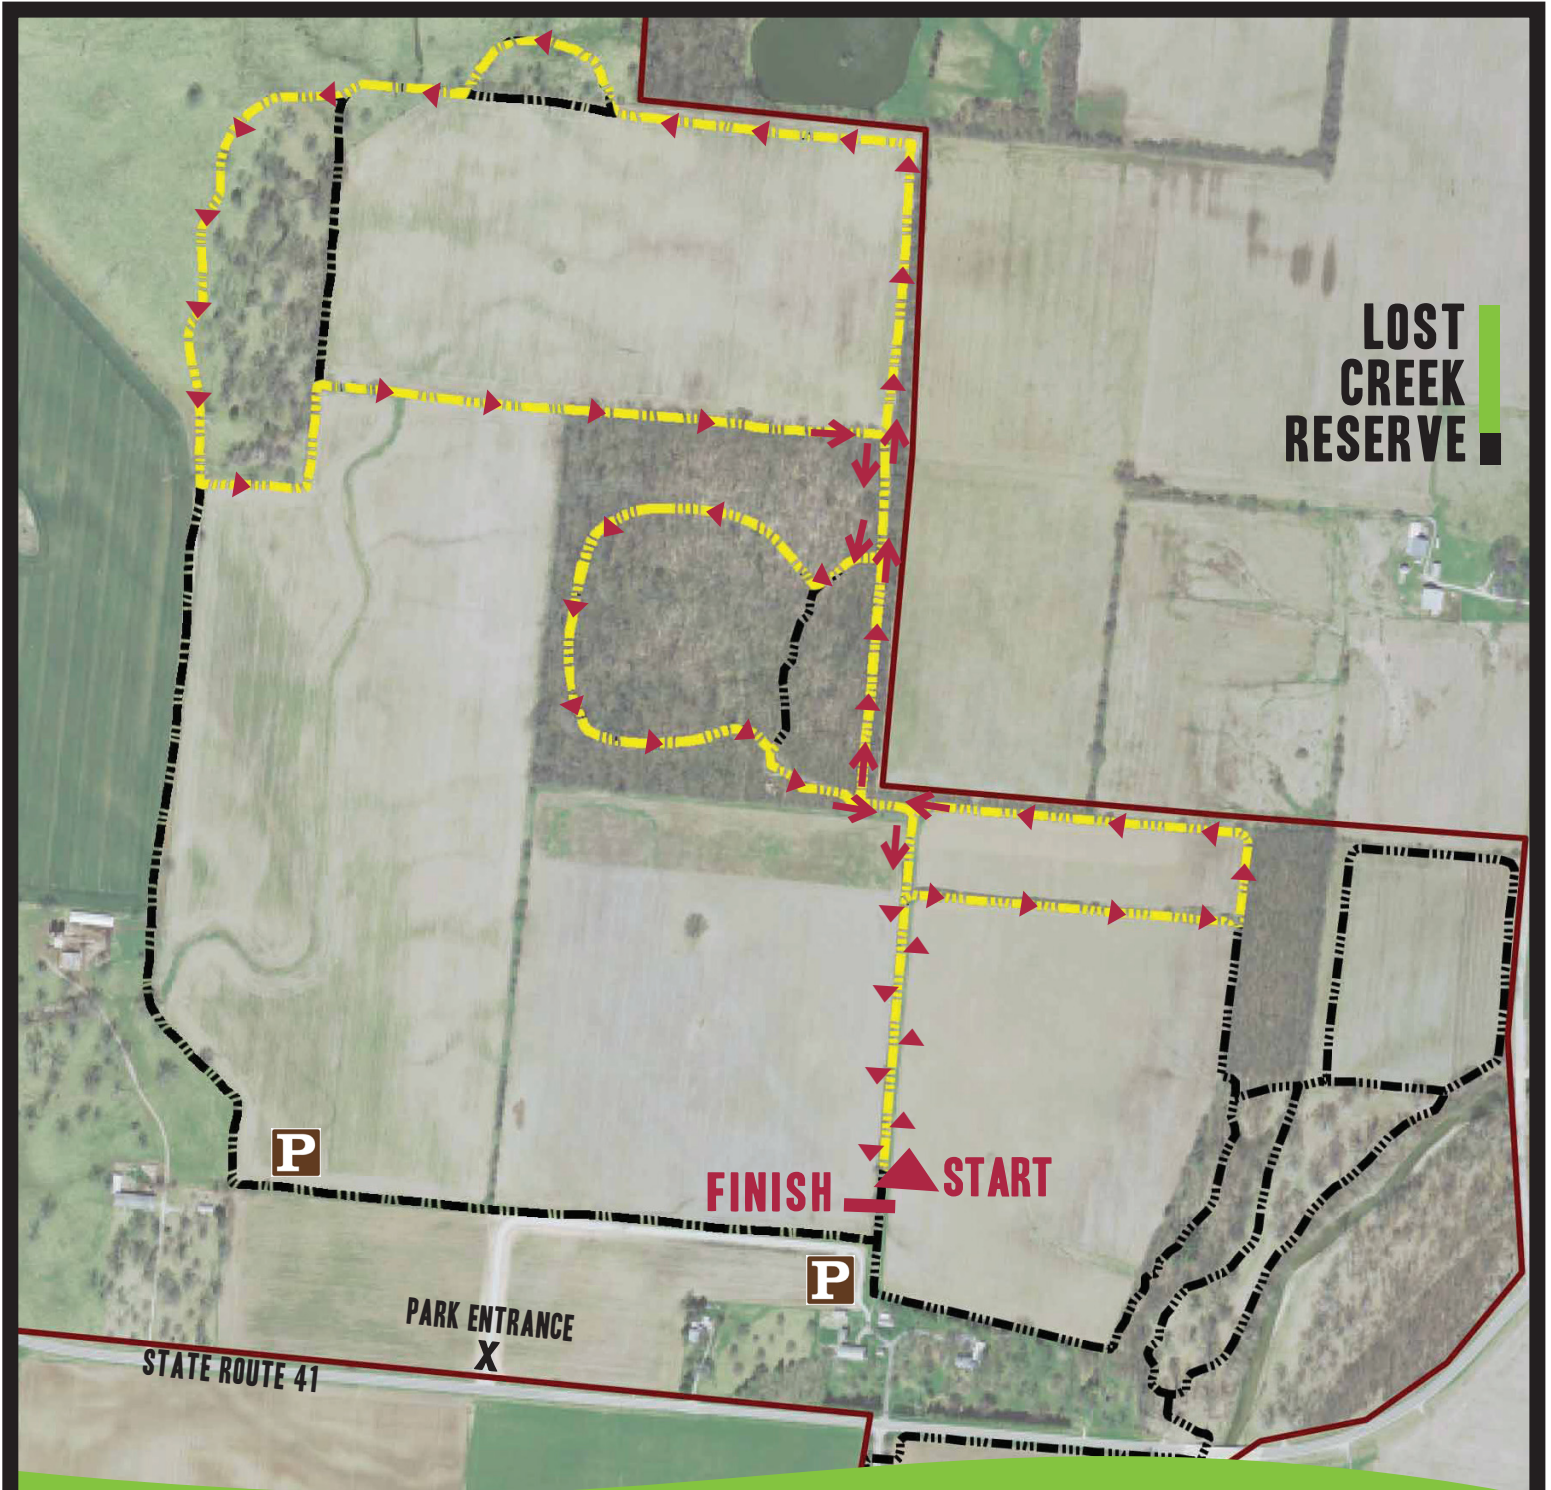 LOST
CREEK
RESERVE
P
FINISH
START
P
PARK ENTRANCE
X
STATE ROUTE 41